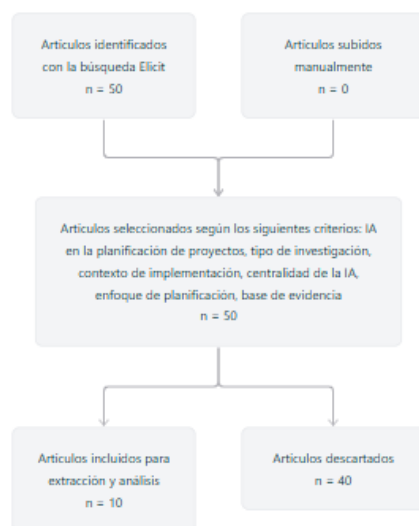 Artículos identificados
con la búsqueda Elicit
n = 50
Artículos subidos
manualmente
n = 0
Artículos seleccionados según los siguientes criterios: IA
en la planificación de proyectos, tipo de investigación,
contexto de implementación, centralidad de la IA,
enfoque de planificación, base de evidencia
n = 50
Artículos incluidos para
extracción y análisis
n = 10
Artículos descartados
n = 40